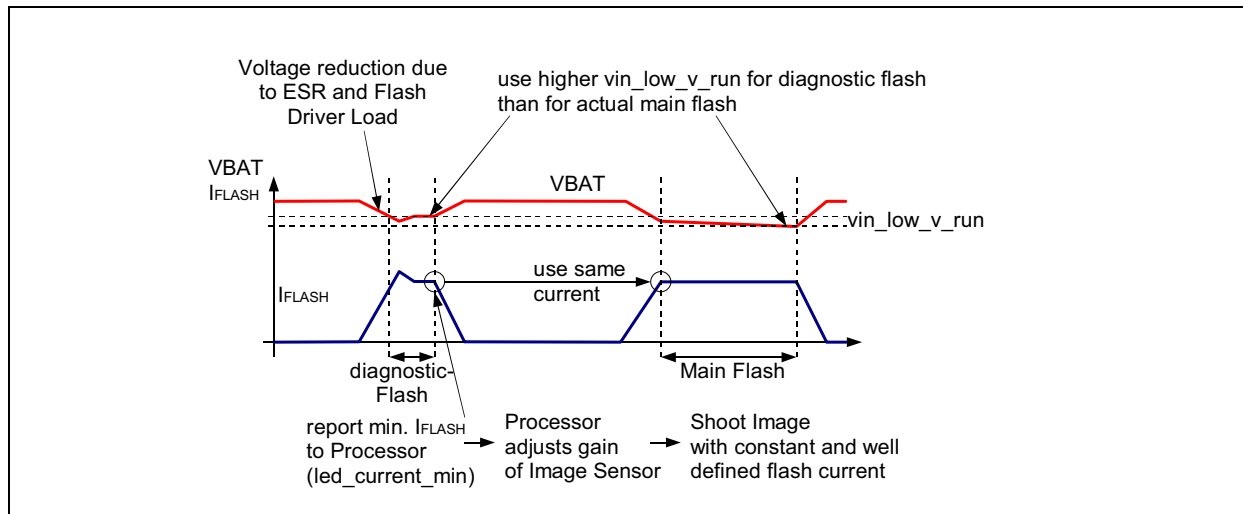 Voltage reduction due
to ESR and Flash
Driver Load
use higher vin_low_v_run for diagnostic flash
than for actual main flash
VBAT
IFLASH
VBAT
vin_low_v_run
IFLASH
use same
current
diagnostic-
Flash
Main Flash
report min. IFLASH
to Processor
(led_current_min)
Processor
adjusts gain
of Image Sensor
Shoot Image
with constant and well
defined flash current